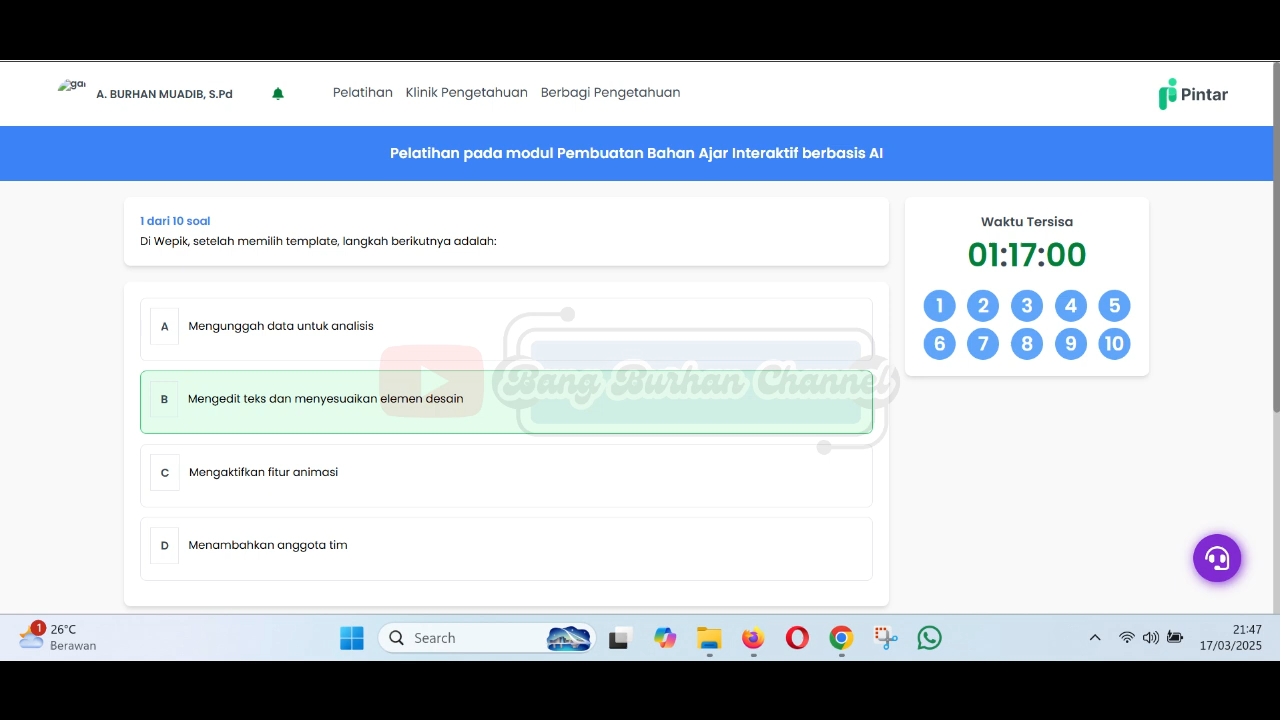 gar
A. BURHAN MUADIB, S.Pd
Pelatihan
Klinik Pengetahuan
Berbagi Pengetahuan
Pintar
Pelatihan pada modul Pembuatan Bahan Ajar Interaktif berbasis AI
1 dari 10 soal
Di Wepik, setelah memilih template, langkah berikutnya adalah:
A Mengunggah data untuk analisis
B Mengedit teks dan menyesuaikan elemen desain
C Mengaktifkan fitur animasi
D Menambahkan anggota tim
Bang Burhan Channel
Waktu Tersisa
01:17:00
1 2 3 4 5
6 7 8 9 10
1
26°C
Berawan
Search
21:47
17/03/2025